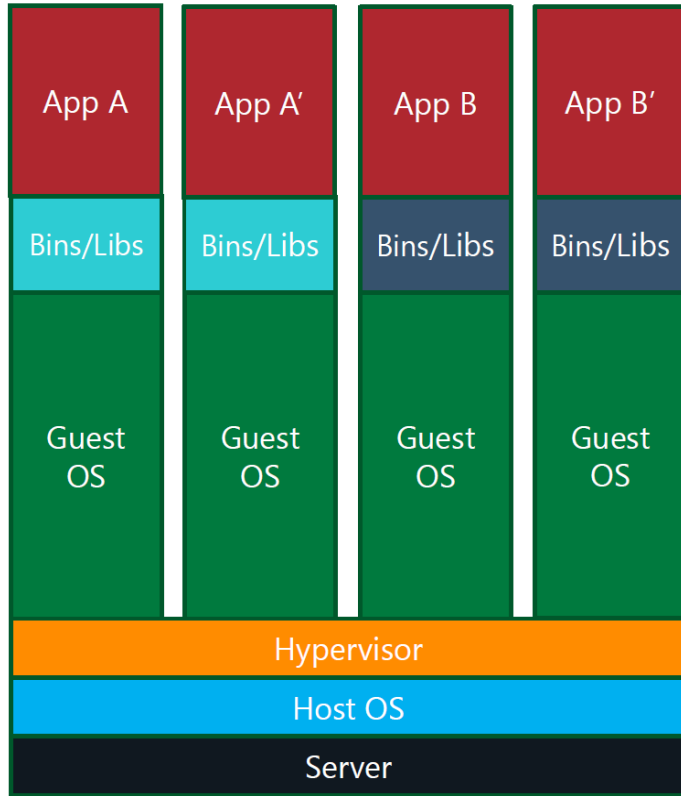 App A
App A’
App B
App B’
Bins/Libs
Bins/Libs
Bins/Libs
Bins/Libs
Guest
OS
Guest
OS
Guest
OS
Guest
OS
Hypervisor
Host OS
Server